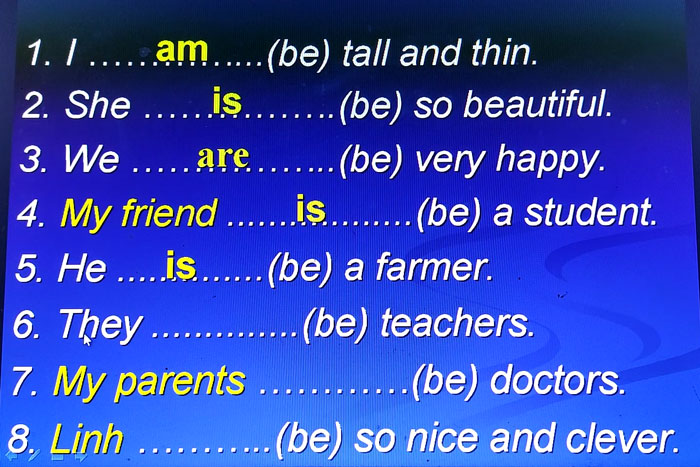 1. I ......am......(be) tall and thin.
2. She ......is.........(be) so beautiful.
3. We ......are.........(be) very happy.
4. My friend ......is.........(be) a student.
5. He .....is.......(be) a farmer.
6. They ..............(be) teachers.
7. My parents ............(be) doctors.
8. Linh ...........(be) so nice and clever.